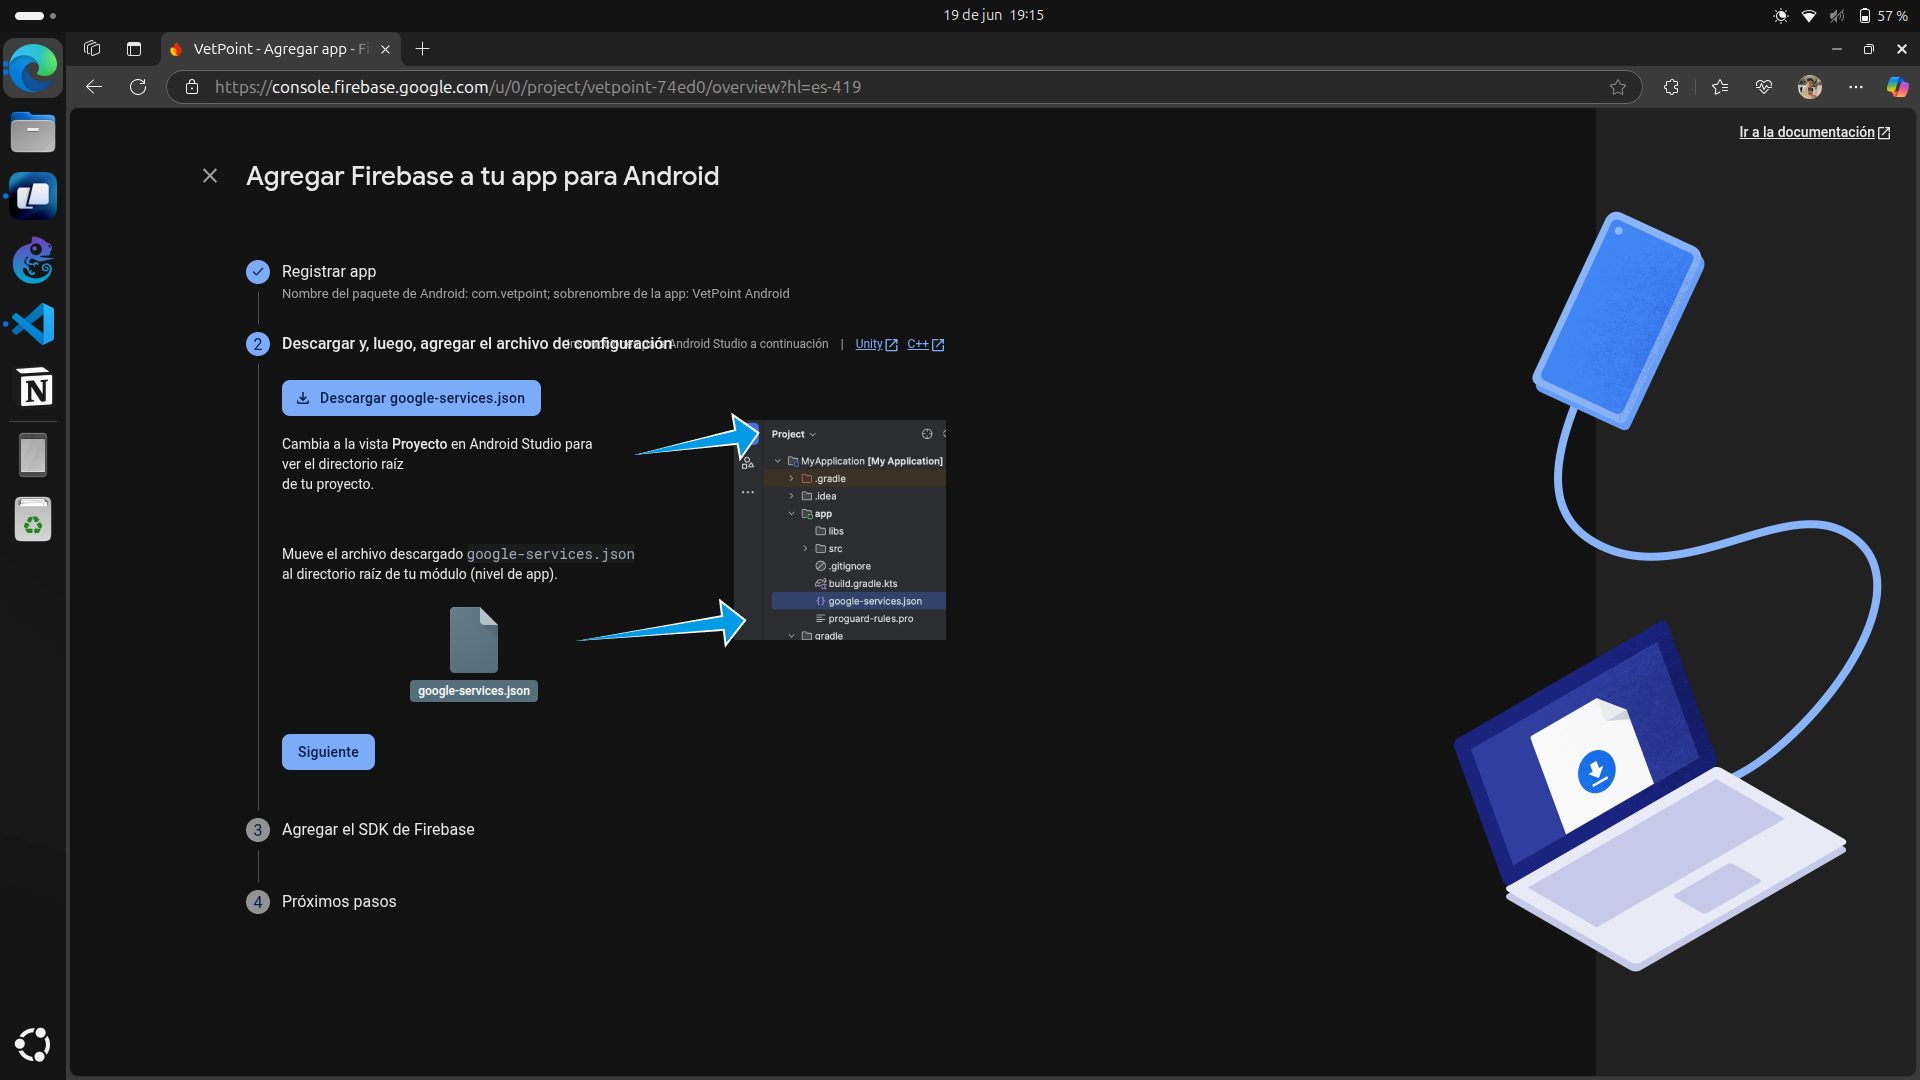 19 de jun 19:15
57 %
VetPoint - Agregar app - Fi
https://console.firebase.google.com/u/0/project/vetpoint-74ed0/overview?hl=es-419
Ir a la documentación
Agregar Firebase a tu app para Android
Registrar app
Nombre del paquete de Android: com.vetpoint; sobrenombre de la app: VetPoint Android
2 Descargar y, luego, agregar el archivo de configuración
Android Studio a continuación | Unity C++
Descargar google-services.json
Cambia a la vista Proyecto en Android Studio para
ver el directorio raíz
de tu proyecto.
Project
MyApplication [My Application]
.gradle
.idea
app
libs
src
.gitignore
build.gradle.kts
google-services.json
proguard-rules.pro
gradle
Mueve el archivo descargado google-services.json
al directorio raíz de tu módulo (nivel de app).
google-services.json
Siguiente
3 Agregar el SDK de Firebase
4 Próximos pasos